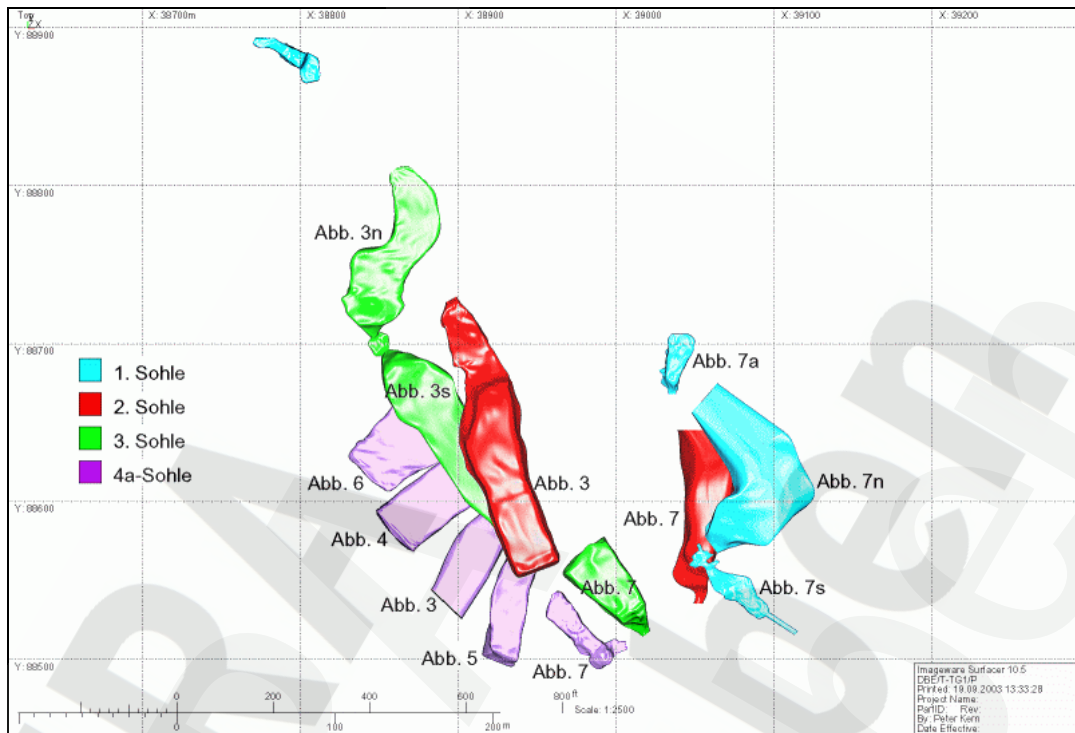 Top X: 38700m X: 38800 X: 38900 X: 39000 X: 39100 X: 39200
Y: 88900
Y: 88800
Abb. 3n
Y: 88700
Abb. 7a
1. Sohle
Abb. 3s
2. Sohle
3. Sohle
4a-Sohle
Abb. 6
Abb. 3
Abb. 7n
Y: 88600
Abb. 4
Abb. 7
Abb. 7
Abb. 7s
Abb. 3
Abb. 5
Abb. 7
Y: 88500
0 200 400 600 800 ft
Scale: 1:2500
0 100 200 m
Imageware Surfacer 10.5
DBE/T-TG1/P
Printed: 19.09.2003 13:33:28
Project Name:
PartID: Rev:
By: Peter Kern
Date Effective: